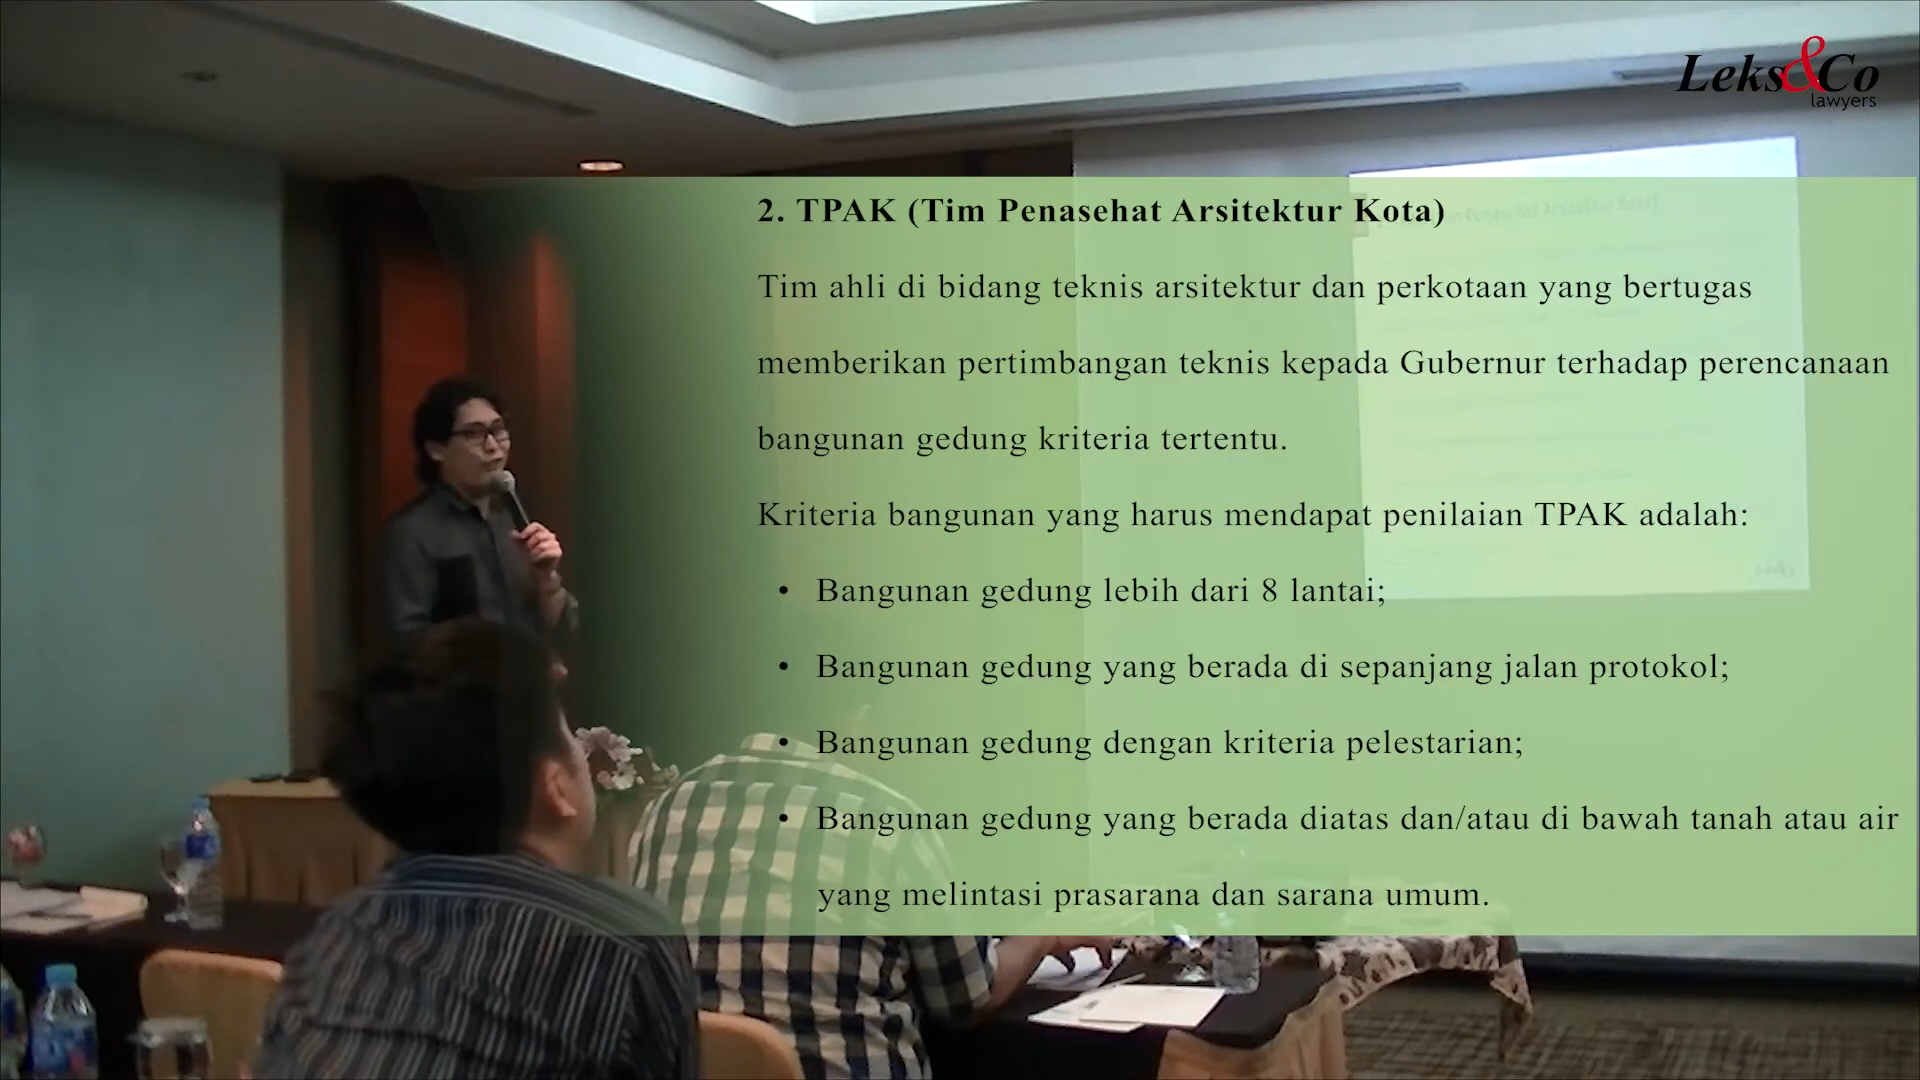 Leks&Co
lawyers
2. TPAK (Tim Penasehat Arsitektur Kota)
Tim ahli di bidang teknis arsitektur dan perkotaan yang bertugas
memberikan pertimbangan teknis kepada Gubernur terhadap perencanaan
bangunan gedung kriteria tertentu.
Kriteria bangunan yang harus mendapat penilaian TPAK adalah:
• Bangunan gedung lebih dari 8 lantai;
• Bangunan gedung yang berada di sepanjang jalan protokol;
• Bangunan gedung dengan kriteria pelestarian;
• Bangunan gedung yang berada diatas dan/atau di bawah tanah atau air
yang melintasi prasarana dan sarana umum.